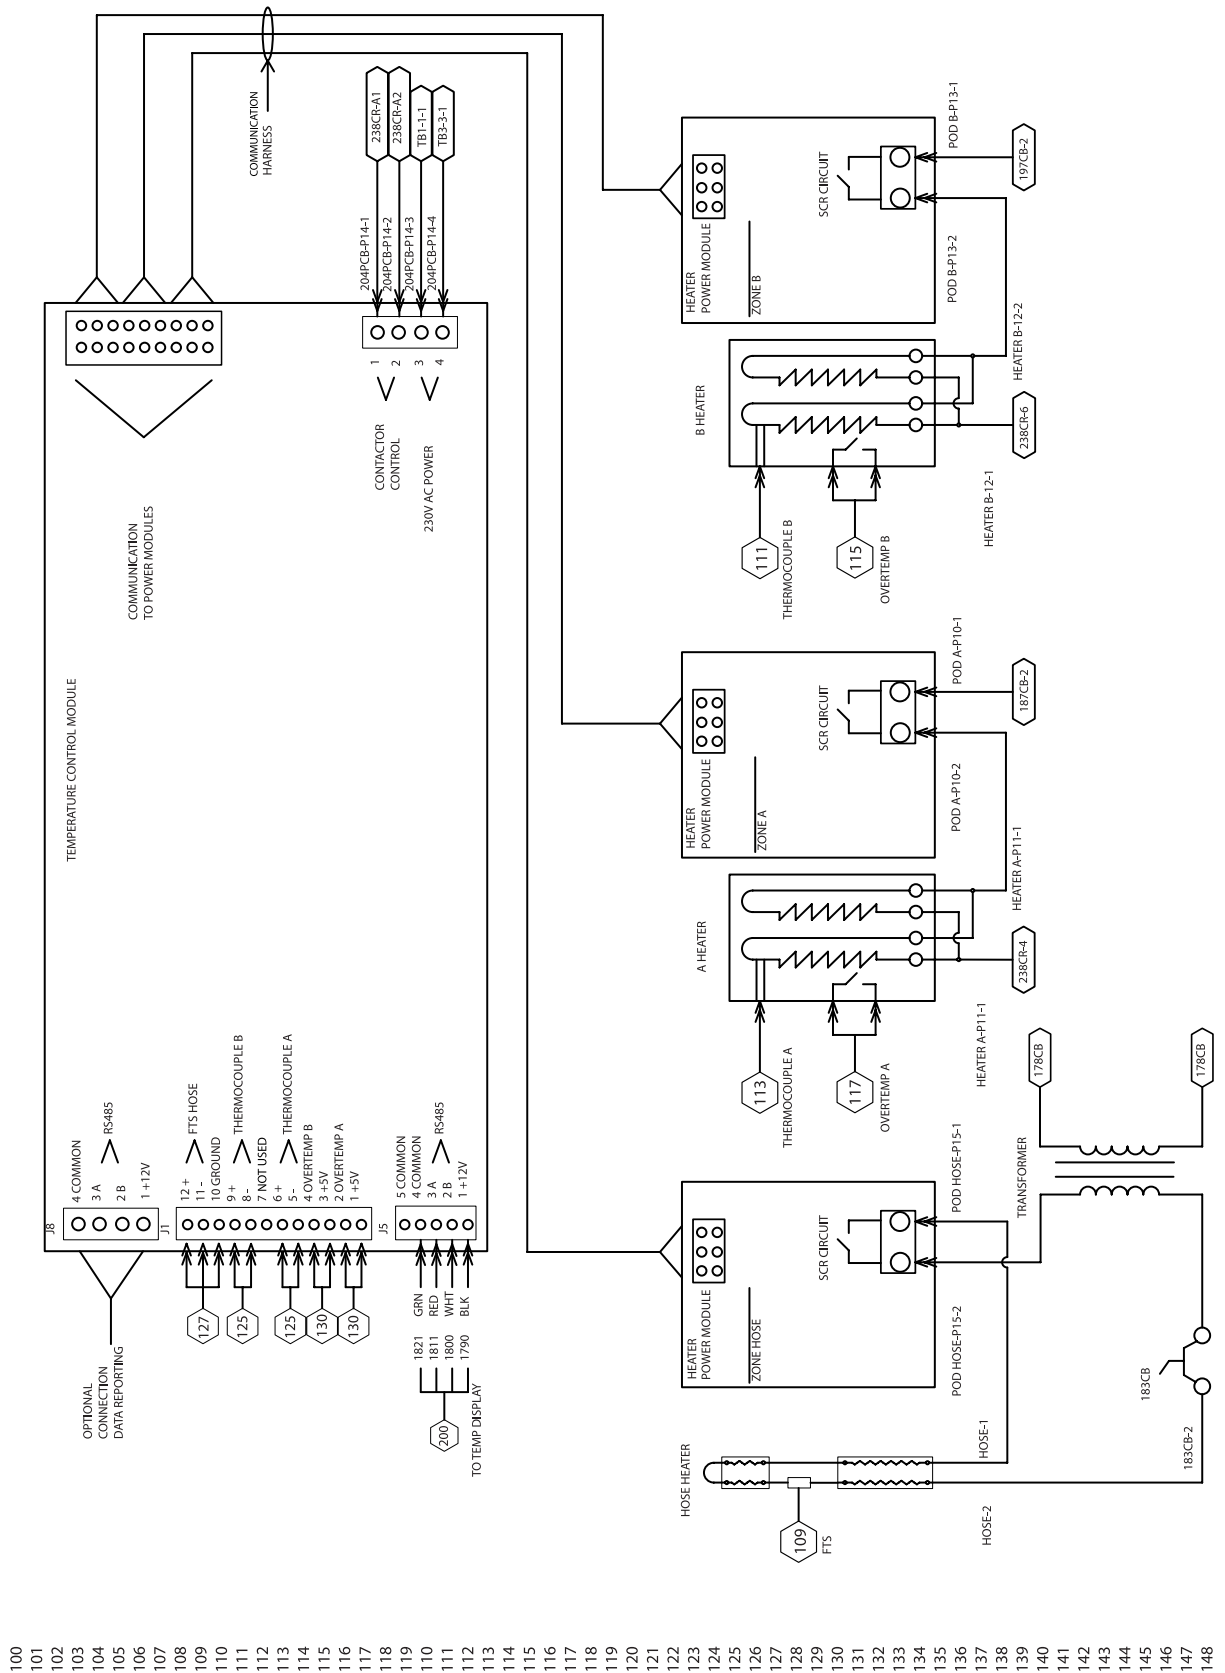 100
101
102
103
104
105
106
107
108
109
110
111
112
113
114
115
116
117
118
119
110
111
112
113
114
115
116
117
118
119
120
121
122
123
124
125
126
127
128
129
130
131
132
133
134
135
136
137
138
139
140
141
142
143
144
145
146
147
148
TEMPERATURE CONTROL MODULE
COMMUNICATION
TO POWER MODULES
COMMUNICATION
HARNESS
OPTIONAL
CONNECTION
DATA REPORTING
J8
4 COMMON
3 A
2 B
1 +12V
RS485
J1
12 +
11 -
10 GROUND
9 +
8 -
7 NOT USED
6 +
5 -
4 OVERTEMP B
3 +5V
2 OVERTEMP A
1 +5V
FTS HOSE
THERMOCOUPLE B
THERMOCOUPLE A
127
125
125
130
130
J5
5 COMMON
4 COMMON
3 A
2 B
1 +12V
RS485
GRN
RED
WHT
BLK
1821
1811
1800
1790
200
TO TEMP DISPLAY
CONTACTOR
CONTROL
230V AC POWER
1
2
3
4
204PCB-P14-1
204PCB-P14-2
204PCB-P14-3
204PCB-P14-4
238CR-A1
238CR-A2
TB1-1-1
TB3-3-1
HOSE HEATER
109
FTS
HOSE-1
HOSE-2
HEATER
POWER MODULE
ZONE HOSE
SCR CIRCUIT
POD HOSE-P15-2
POD HOSE-P15-1
TRANSFORMER
178CB
178CB
183CB
183CB-2
A HEATER
113
THERMOCOUPLE A
117
OVERTEMP A
HEATER A-P11-1
238CR-4
HEATER A-P11-1
HEATER
POWER MODULE
ZONE A
SCR CIRCUIT
POD A-P10-2
POD A-P10-1
187CB-2
B HEATER
111
THERMOCOUPLE B
115
OVERTEMP B
HEATER B-12-1
238CR-6
HEATER B-12-2
HEATER
POWER MODULE
ZONE B
SCR CIRCUIT
POD B-P13-2
POD B-P13-1
197CB-2